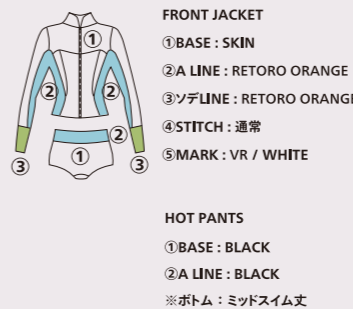 ①
②
②
③
③
②
①
FRONT JACKET
①BASE : SKIN
②A LINE : RETORO ORANGE
③ソデLINE : RETORO ORANGE
④STITCH : 通常
⑤MARK : VR / WHITE
HOT PANTS
①BASE : BLACK
②A LINE : BLACK
※ボトム : ミッドスイム丈